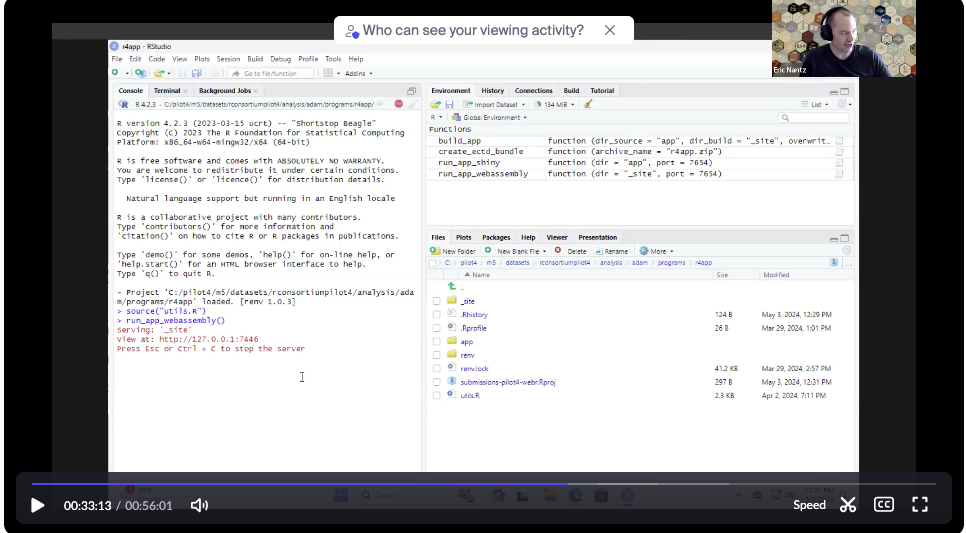 Who can see your viewing activity?
r4app - RStudio
File Edit Code View Plots Session Build Debug Profile Tools Help
Go to file/function
Addins
Eric Nantz
Console Terminal Background Jobs
R 4.2.3 · C:/pilot4/m5/datasets/rconsortiumpilot4/analysis/adam/programs/r4app/
R version 4.2.3 (2023-03-15 ucrt) -- "Shortstop Beagle"
Copyright (C) 2023 The R Foundation for Statistical Computing
Platform: x86_64-w64-mingw32/x64 (64-bit)
R is free software and comes with ABSOLUTELY NO WARRANTY.
You are welcome to redistribute it under certain conditions.
Type 'license()' or 'licence()' for distribution details.
Natural language support but running in an English locale
R is a collaborative project with many contributors.
Type 'contributors()' for more information and
'citation()' on how to cite R or R packages in publications.
Type 'demo()' for some demos, 'help()' for on-line help, or
'help.start()' for an HTML browser interface to help.
Type 'q()' to quit R.
- Project 'C:/pilot4/m5/datasets/rconsortiumpilot4/analysis/ada
m/programs/r4app' loaded. [renv 1.0.3]
> source("utils.R")
> run_app_webassembly()
Serving: '_site'
View at: http://127.0.0.1:7446
Press Esc or Ctrl + C to stop the server
Environment History Connections Build Tutorial
Import Dataset 134 MiB List
R Global Environment
Functions
build_app function (dir_source = "app", dir_build = "_site", overwrit…
create_ectd_bundle function (archive_name = "r4app.zip")
run_app_shiny function (dir = "app", port = 7654)
run_app_webassembly function (dir = "_site", port = 7654)
Files Plots Packages Help Viewer Presentation
New Folder New Blank File Delete Rename More
C: pilot4 m5 datasets rconsortiumpilot4 analysis adam programs r4app
Name Size Modified
..
_site
.Rhistory 124 B May 3, 2024, 12:29 PM
.Rprofile 26 B Mar 29, 2024, 1:01 PM
app
renv
renv.lock 41.2 KB Mar 29, 2024, 2:57 PM
submissions-pilot4-webr.Rproj 297 B May 3, 2024, 12:31 PM
utils.R 2.3 KB Apr 2, 2024, 7:11 PM
Search
00:33:13 / 00:56:01
Speed
CC